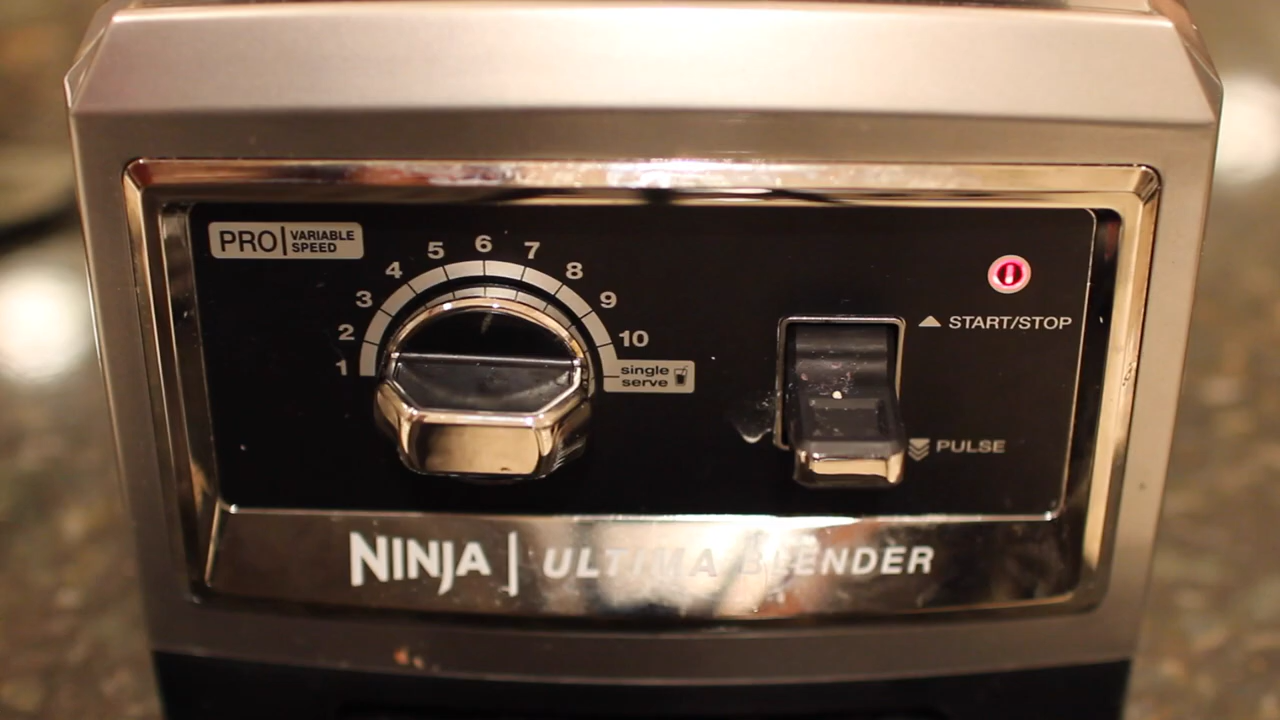 PRO VARIABLE
SPEED
1
2
3
4
5
6
7
8
9
10
single
serve
START/STOP
PULSE
NINJA | ULTIMA BLENDER